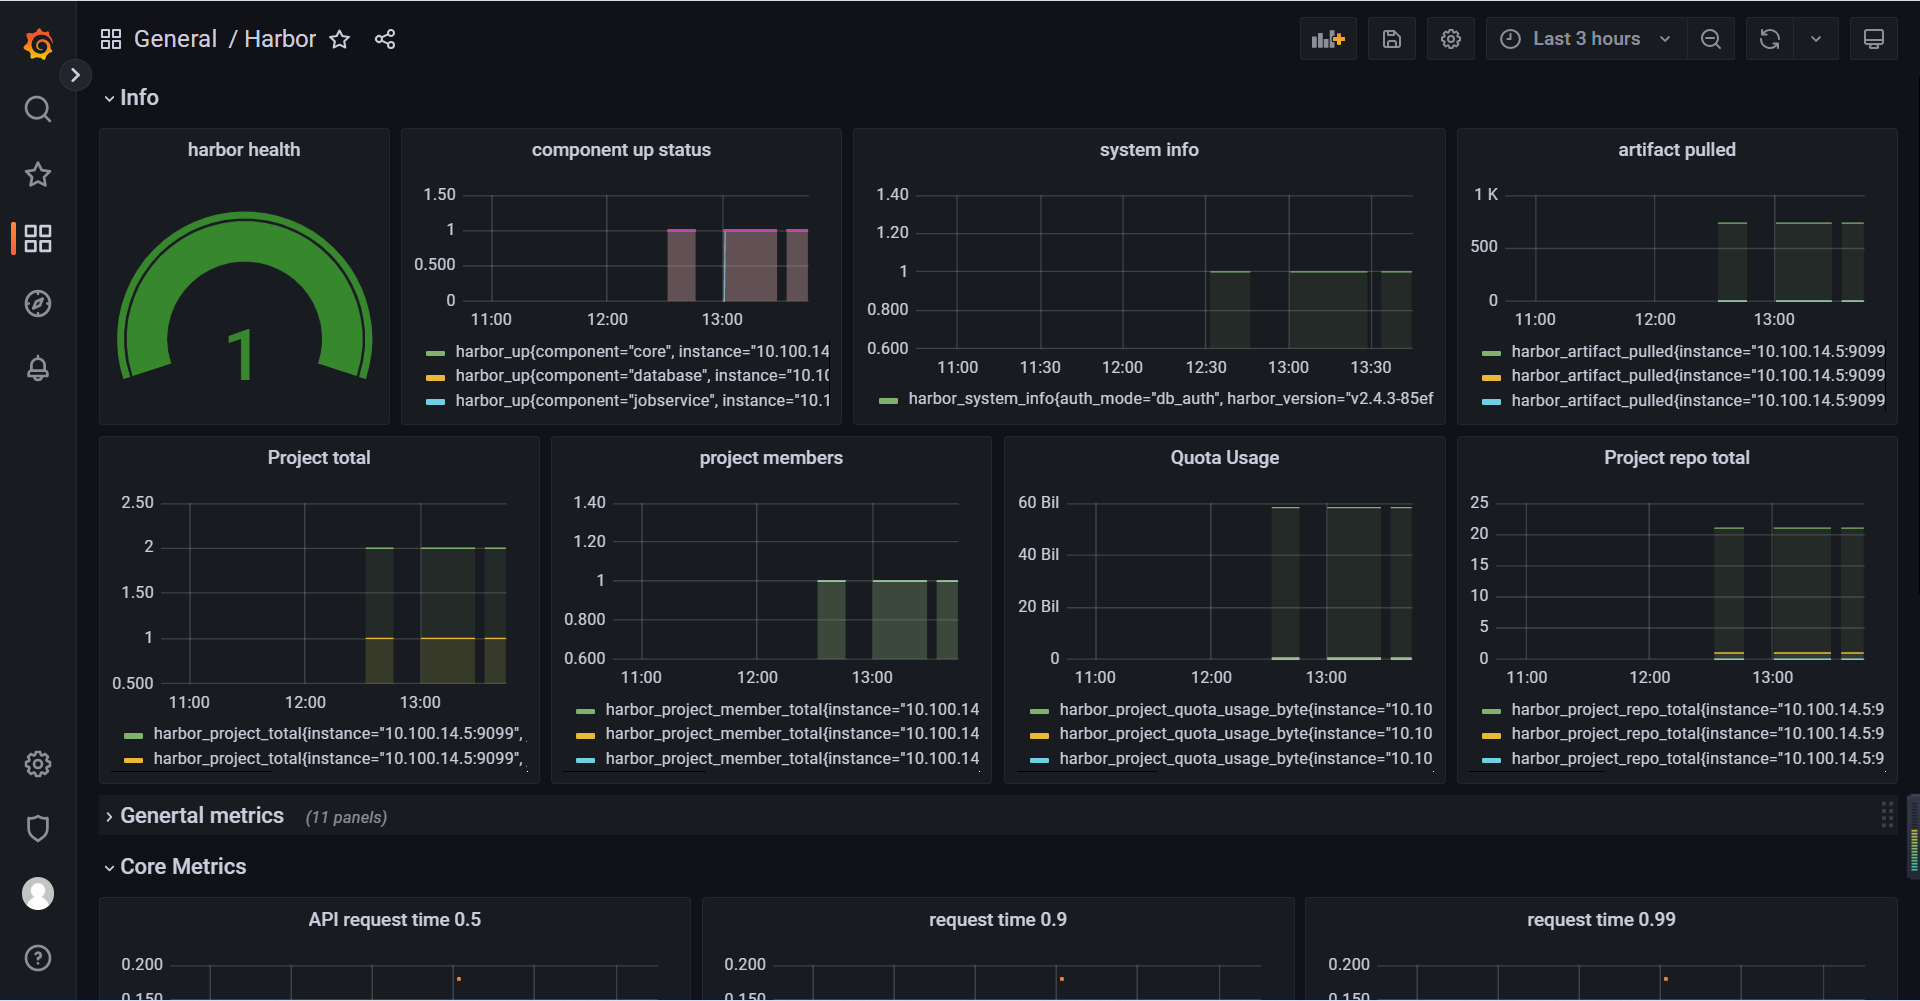 General / Harbor
Last 3 hours
Info
harbor health
1
component up status
1.50
1
0.500
0
11:00 12:00 13:00
harbor_up{component="core", instance="10.100.14
harbor_up{component="database", instance="10.10
harbor_up{component="jobservice", instance="10.1
system info
1.40
1.20
1
0.800
0.600
11:00 11:30 12:00 12:30 13:00 13:30
harbor_system_info{auth_mode="db_auth", harbor_version="v2.4.3-85ef
artifact pulled
1 K
500
0
11:00 12:00 13:00
harbor_artifact_pulled{instance="10.100.14.5:9099
harbor_artifact_pulled{instance="10.100.14.5:9099
harbor_artifact_pulled{instance="10.100.14.5:9099
Project total
2.50
2
1.50
1
0.500
11:00 12:00 13:00
harbor_project_total{instance="10.100.14.5:9099",
harbor_project_total{instance="10.100.14.5:9099",
project members
1.40
1.20
1
0.800
0.600
11:00 12:00 13:00
harbor_project_member_total{instance="10.100.14
harbor_project_member_total{instance="10.100.14
harbor_project_member_total{instance="10.100.14
Quota Usage
60 Bil
40 Bil
20 Bil
0
11:00 12:00 13:00
harbor_project_quota_usage_byte{instance="10.10
harbor_project_quota_usage_byte{instance="10.10
harbor_project_quota_usage_byte{instance="10.10
Project repo total
25
20
15
10
5
0
11:00 12:00 13:00
harbor_project_repo_total{instance="10.100.14.5:9
harbor_project_repo_total{instance="10.100.14.5:9
harbor_project_repo_total{instance="10.100.14.5:9
Genertal metrics (11 panels)
Core Metrics
API request time 0.5
0.200
0.150
request time 0.9
0.200
0.150
request time 0.99
0.200
0.150